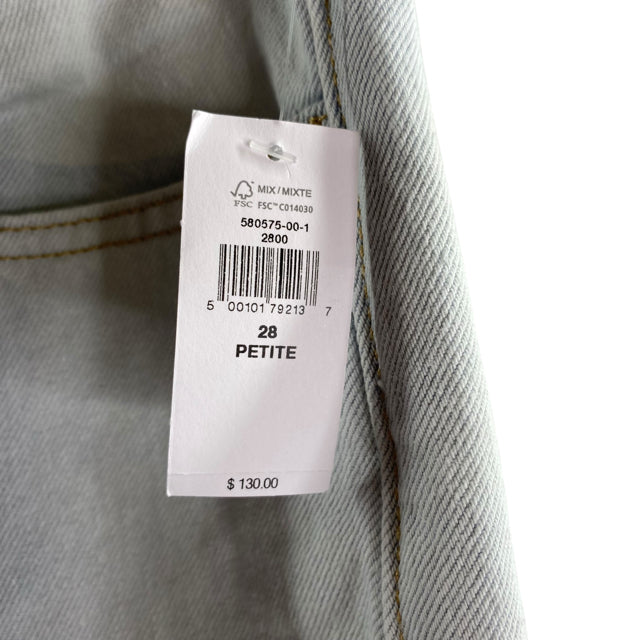 MIX / MIXTE
FSC FSC™ C014030
580575-00-1
2800
5 00101 79213 7
28
PETITE
$ 130.00